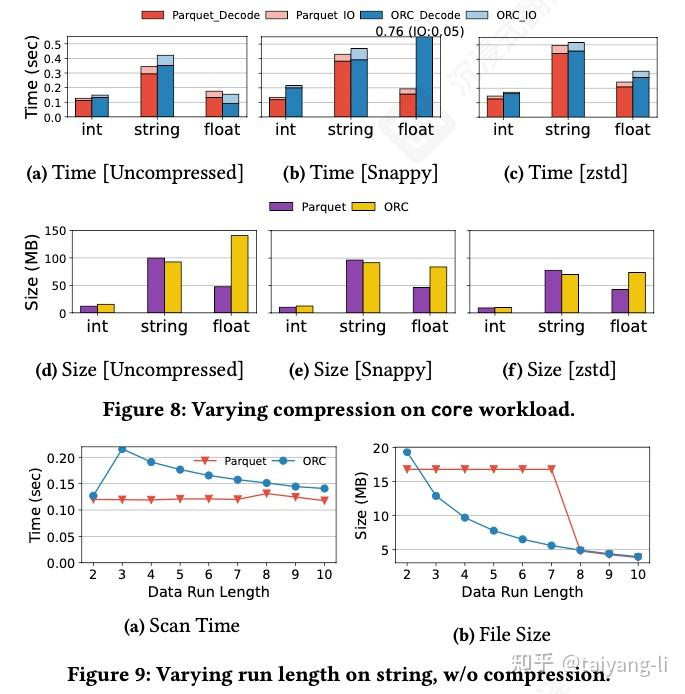 Parquet_Decode Parquet_IO ORC_Decode ORC_IO
0.76 (IO:0.05)
Time (sec)
0.5
0.4
0.3
0.2
0.1
0.0
int string float
int string float
int string float
(a) Time [Uncompressed] (b) Time [Snappy] (c) Time [zstd]
Parquet ORC
Size (MB)
150
100
50
0
int string float
int string float
int string float
(d) Size [Uncompressed] (e) Size [Snappy] (f) Size [zstd]
Figure 8: Varying compression on core workload.
Time (sec)
0.20
0.15
0.10
0.05
0.00
Parquet ORC
2 3 4 5 6 7 8 9 10
Data Run Length
(a) Scan Time
Size (MB)
20
15
10
5
2 3 4 5 6 7 8 9 10
Data Run Length
(b) File Size
知乎 @taiyang-li
Figure 9: Varying run length on string, w/o compression.